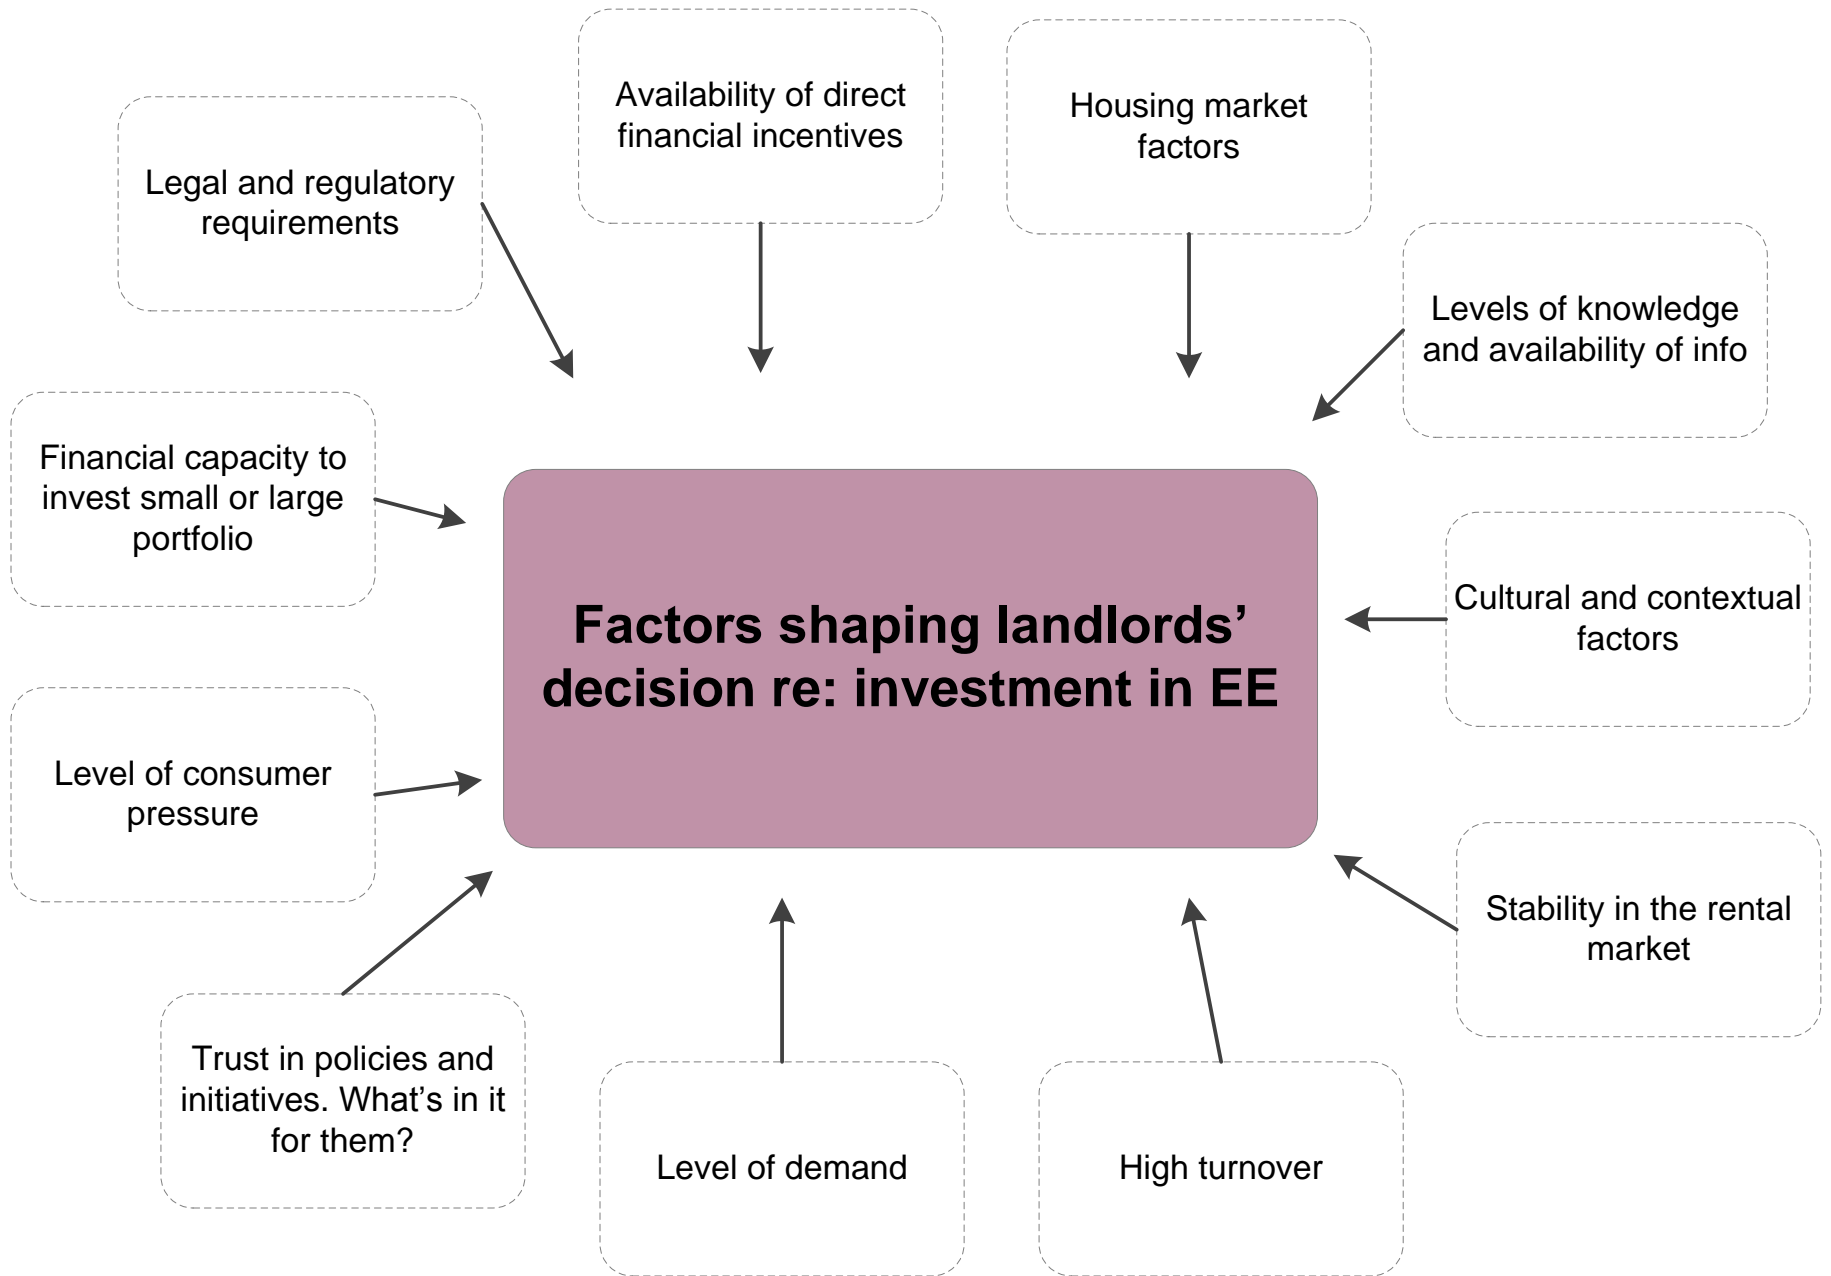 Availability of direct
financial incentives
Housing market
factors
Legal and regulatory
requirements
Levels of knowledge
and availability of info
Financial capacity to
invest small or large
portfolio
Factors shaping landlords’
decision re: investment in EE
Cultural and contextual
factors
Level of consumer
pressure
Stability in the rental
market
Trust in policies and
initiatives. What’s in it
for them?
Level of demand
High turnover